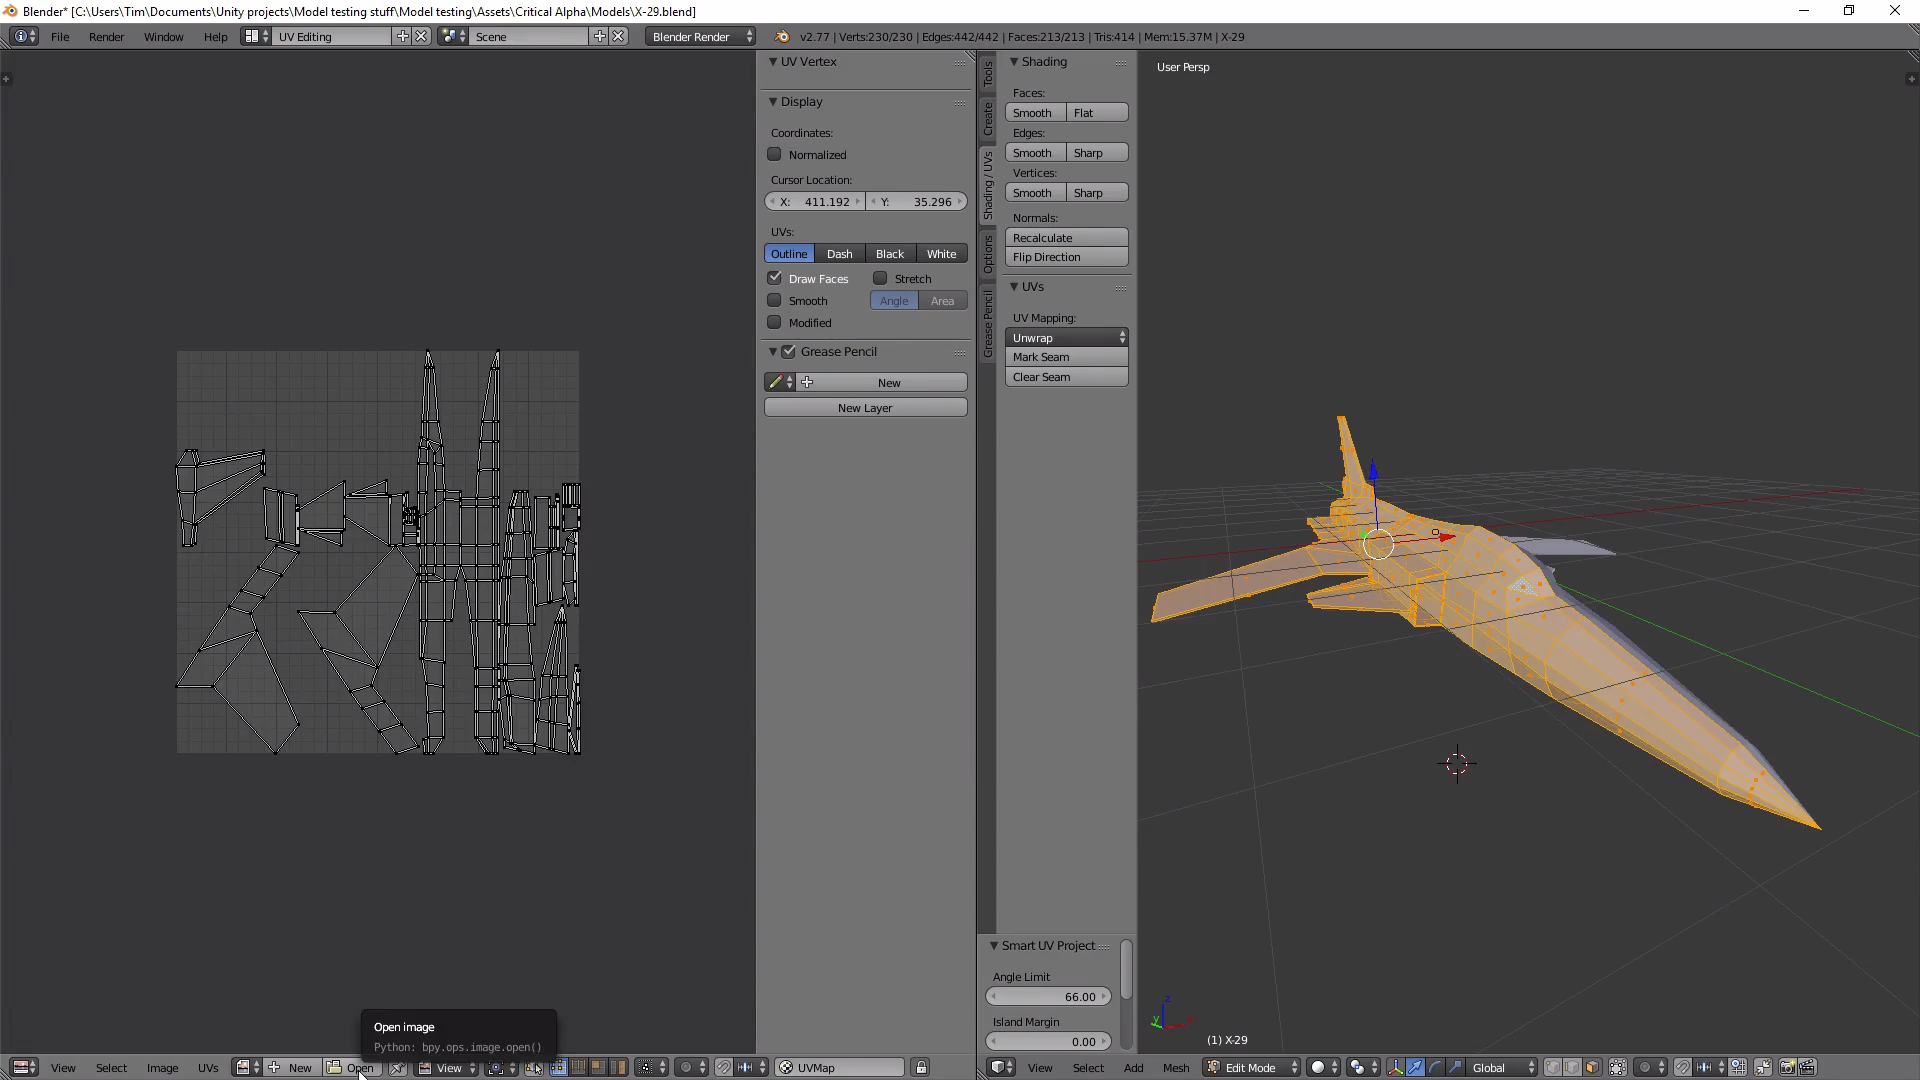 Blender* [C:\Users\Tim\Documents\Unity projects\Model testing stuff\Model testing\Assets\Critical Alpha\Models\X-29.blend]
File Render Window Help UV Editing Scene Blender Render v2.77 | Verts:230/230 | Edges:442/442 | Faces:213/213 | Tris:414 | Mem:15.37M | X-29
UV Vertex
Display
Coordinates:
Normalized
Cursor Location:
X: 411.192 Y: 35.296
UVs:
Outline Dash Black White
Draw Faces Stretch
Smooth Angle Area
Modified
Grease Pencil
New
New Layer
Tools
Create
Shading / UVs
Options
Grease Pencil
Shading
Faces:
Smooth Flat
Edges:
Smooth Sharp
Vertices:
Smooth Sharp
Normals:
Recalculate
Flip Direction
UVs
UV Mapping:
Unwrap
Mark Seam
Clear Seam
Smart UV Project
Angle Limit
66.00
Island Margin
0.00
User Persp
z
y
x
(1) X-29
Open image
Python: bpy.ops.image.open()
View Select Image UVs New Open View UVMap
View Select Add Mesh Edit Mode Global